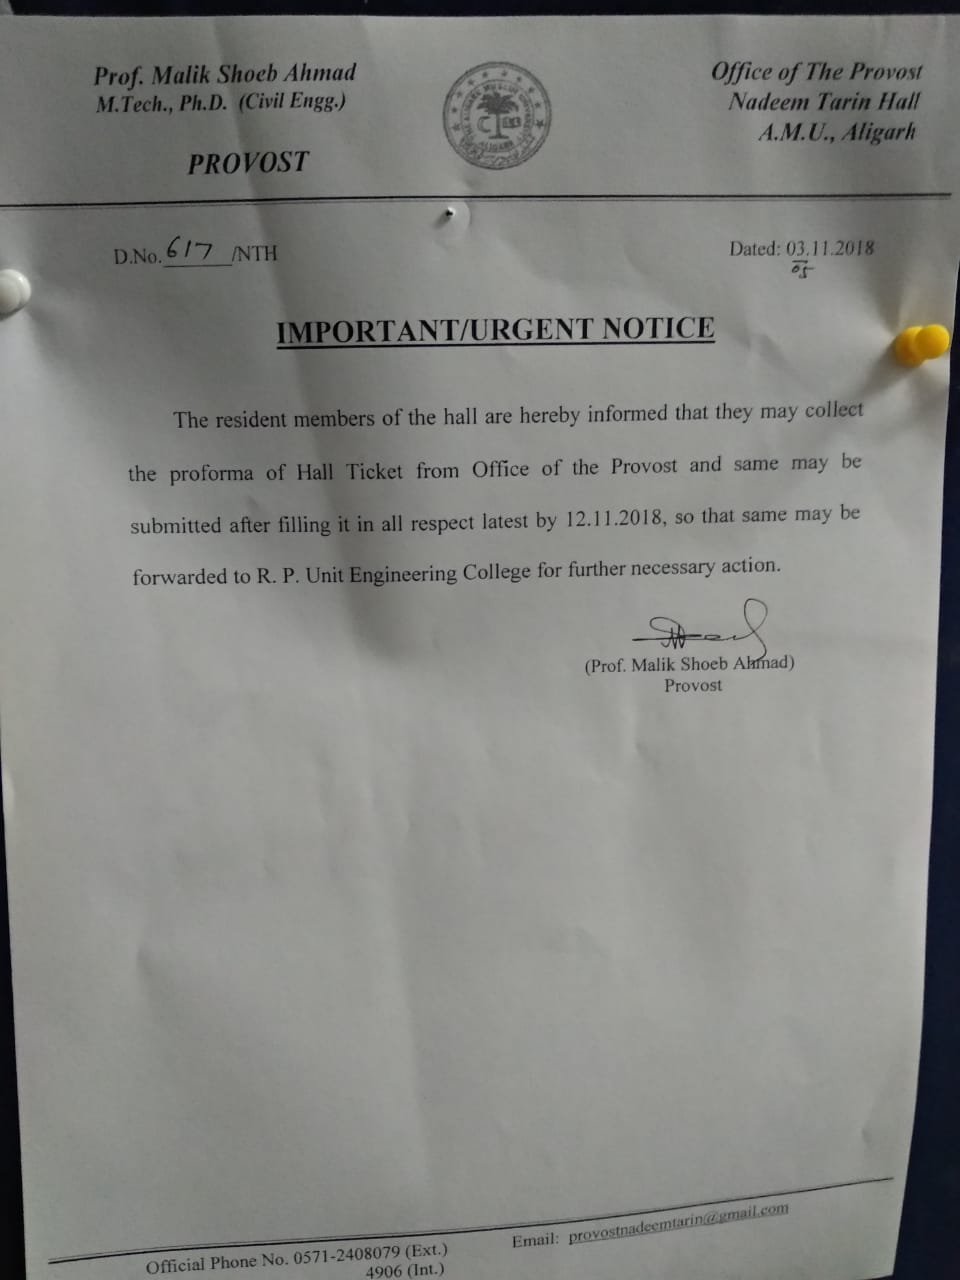 Prof. Malik Shoeb Ahmad
M.Tech., Ph.D. (Civil Engg.)
PROVOST
Office of The Provost
Nadeem Tarin Hall
A.M.U., Aligarh
D.No. 617 /NTH
Dated: 03.11.2018
05
IMPORTANT/URGENT NOTICE
The resident members of the hall are hereby informed that they may collect
the proforma of Hall Ticket from Office of the Provost and same may be
submitted after filling it in all respect latest by 12.11.2018, so that same may be
forwarded to R. P. Unit Engineering College for further necessary action.
(Prof. Malik Shoeb Ahmad)
Provost
Official Phone No. 0571-2408079 (Ext.)
4906 (Int.)
Email: provostnadeemtarin@gmail.com